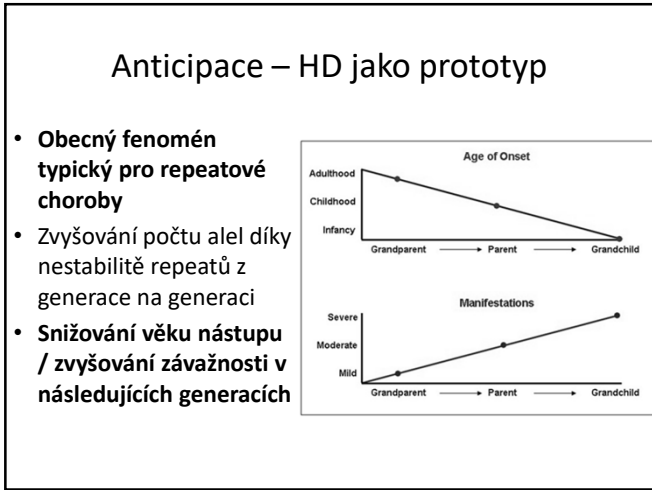 Anticipace – HD jako prototyp
• Obecný fenomén
typický pro repeatové
choroby
• Zvyšování počtu alel díky
nestabilitě repeatů z
generace na generaci
• Snižování věku nástupu
/ zvyšování závažnosti v
následujících generacích
Age of Onset
Adulthood
Childhood
Infancy
Grandparent Parent Grandchild
Manifestations
Severe
Moderate
Mild
Grandparent Parent Grandchild